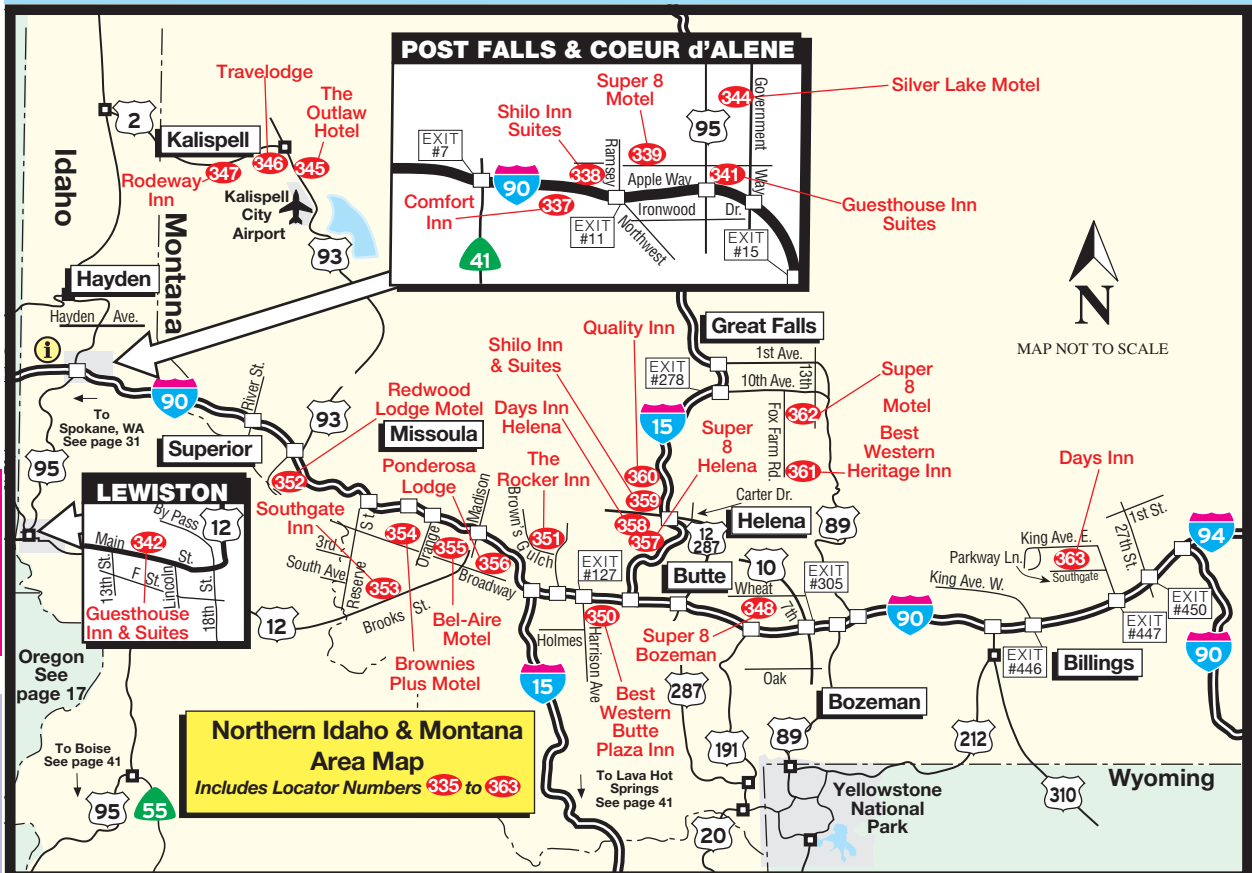 POST FALLS & COEUR d'ALENE
EXIT
#7
Shilo Inn
Suites
338
Super 8
Motel
339
Ramsey
95
344
Government
Way
Silver Lake Motel
341
Guesthouse Inn
Suites
90
Apple Way
Comfort
Inn
337
Ironwood
Dr.
EXIT
#11
Northwest
EXIT
#15
41
Travelodge
The
Outlaw
Hotel
2
Kalispell
Rodeway
Inn
347
346
345
Kalispell
City
Airport
Idaho
Montana
93
Hayden
Hayden Ave.
i
90
To
Spokane, WA
See page 31
River St.
Superior
93
95
N
MAP NOT TO SCALE
Great Falls
Quality Inn
EXIT
#278
1st Ave.
10th Ave.
13th
Shilo Inn
& Suites
Days Inn
Helena
15
Super
8
Helena
Fox Farm Rd.
362
Super
8
Motel
361
Best
Western
Heritage Inn
360
359
358
357
Carter Dr.
Helena
12
287
89
Redwood
Lodge Motel
352
Missoula
Ponderosa
Lodge
Madison
The
Rocker Inn
Brown's Gulch
351
Southgate
Inn
3rd
South Ave
Reserve
S
353
354
Orange
355
356
Broadway
Brooks St.
Bel-Aire
Motel
Brownies
Plus Motel
LEWISTON
By Pass
12
Main
342
St.
13th/St.
F St.
Lincoln
18th
St.
Guesthouse
Inn & Suites
12
EXIT
#127
Butte
10
EXIT
#305
Wheat
348
7th
Super 8
Bozeman
Oak
350
Holmes
Harrison Ave
Best
Western
Butte
Plaza Inn
15
287
Bozeman
90
Days Inn
King Ave. E.
Parkway Ln.
363
Southgate
27th St.
1st St.
94
King Ave. W.
EXIT
#450
EXIT
#447
EXIT
#446
Billings
90
Oregon
See
page 17
To Boise
See page 41
95
55
Northern Idaho & Montana
Area Map
Includes Locator Numbers 335 to 363
To Lava Hot
Springs
See page 41
191
89
20
212
310
Yellowstone
National
Park
Wyoming